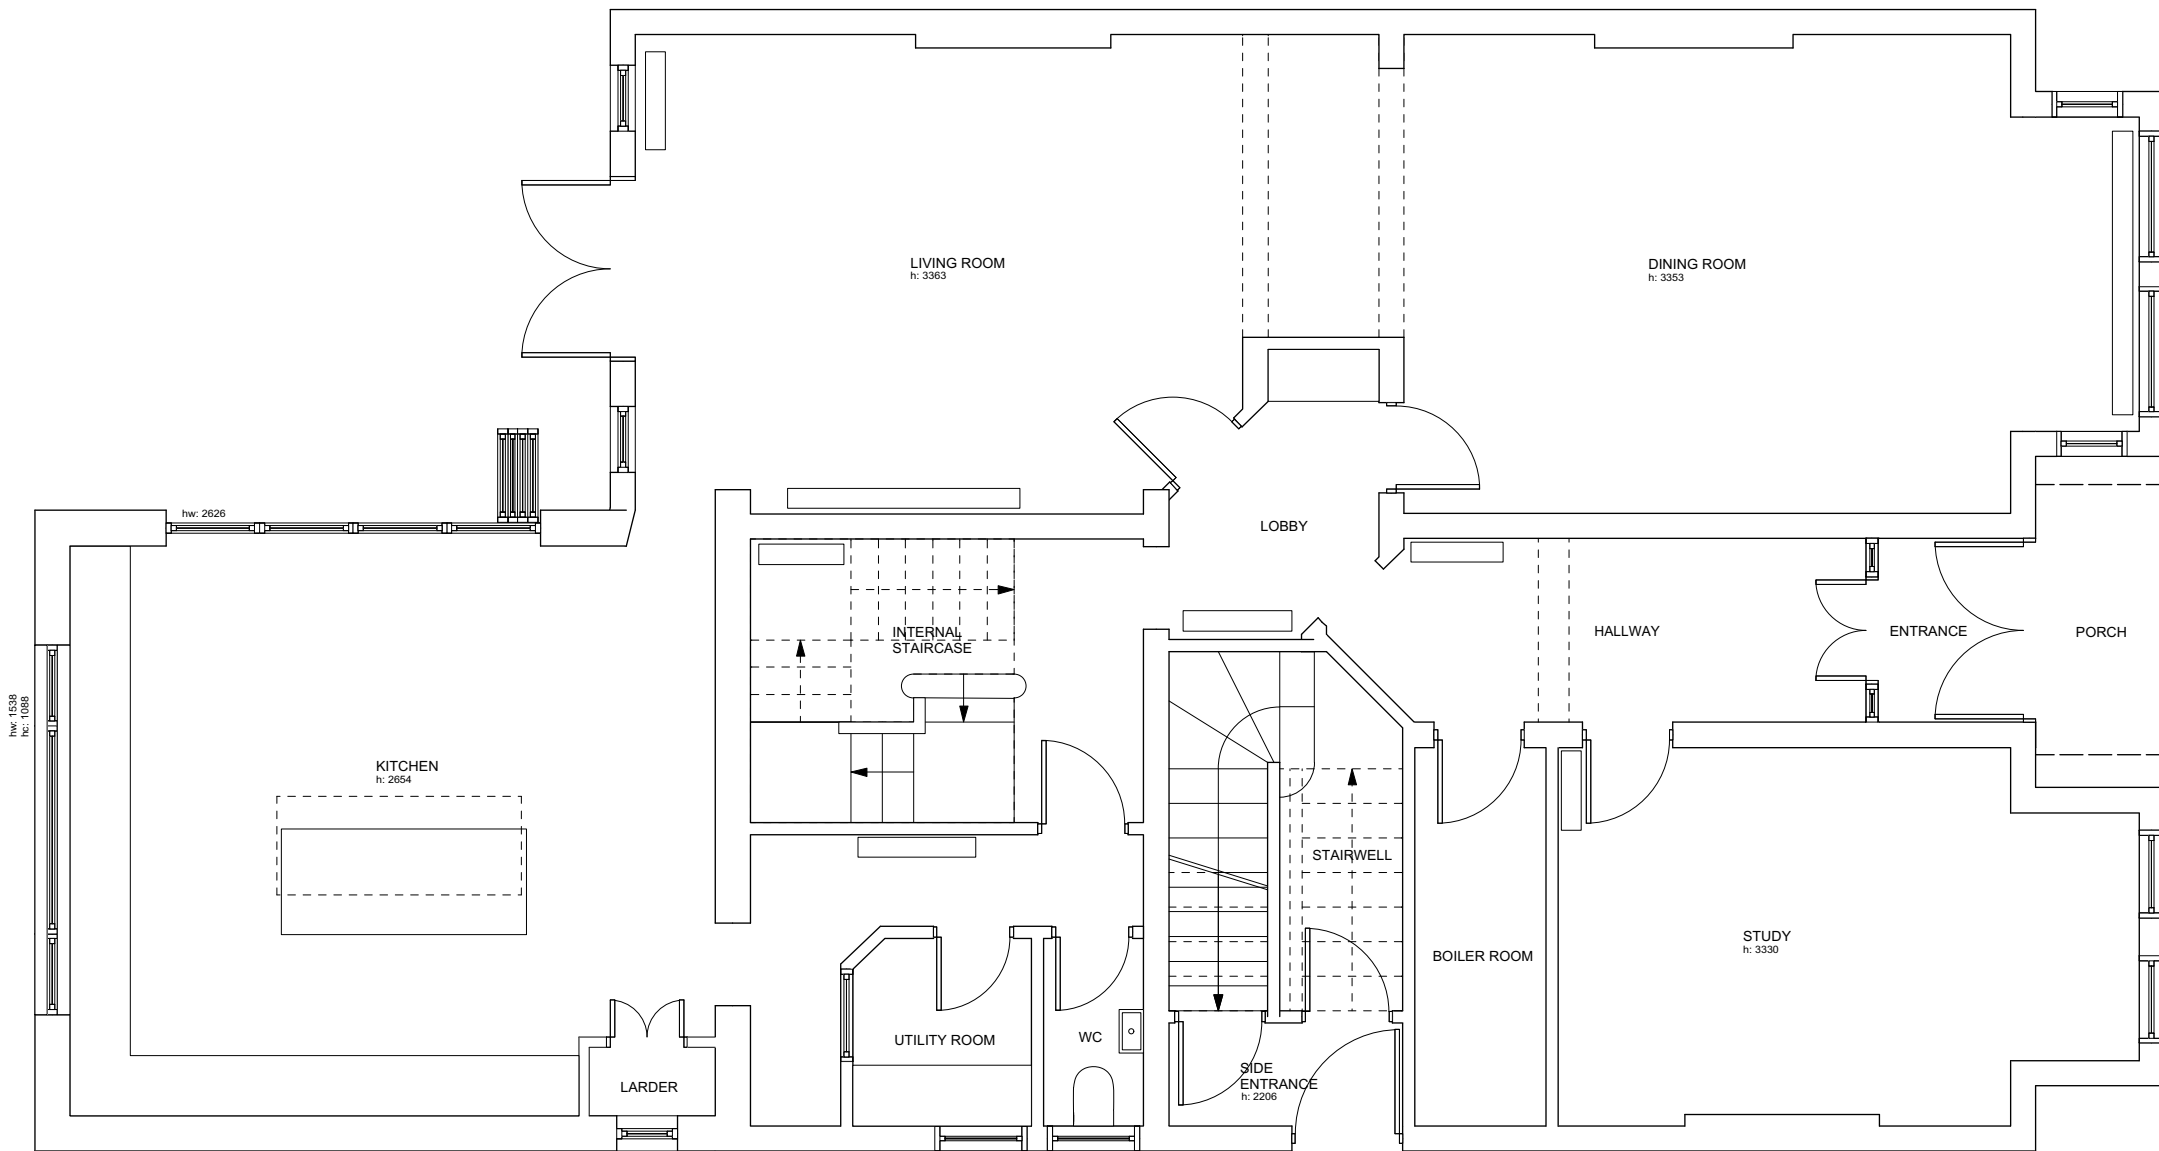 LIVING ROOM
h: 3363
DINING ROOM
h: 3353
hw: 2626
LOBBY
INTERNAL
STAIRCASE
HALLWAY
ENTRANCE
PORCH
hw: 1538
hc: 1088
KITCHEN
h: 2654
STAIRWELL
STUDY
h: 3330
BOILER ROOM
UTILITY ROOM
WC
SIDE
ENTRANCE
h: 2206
LARDER